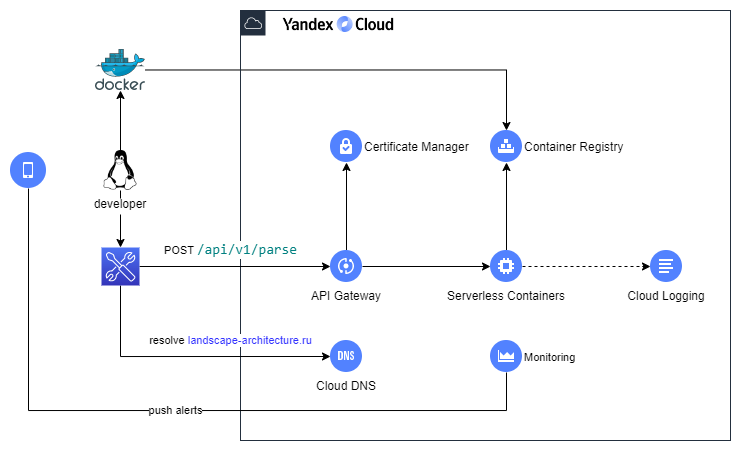 Yandex Cloud
docker
Certificate Manager
Container Registry
developer
POST /api/v1/parse
API Gateway
Serverless Containers
Cloud Logging
resolve landscape-architecture.ru
DNS
Monitoring
Cloud DNS
push alerts